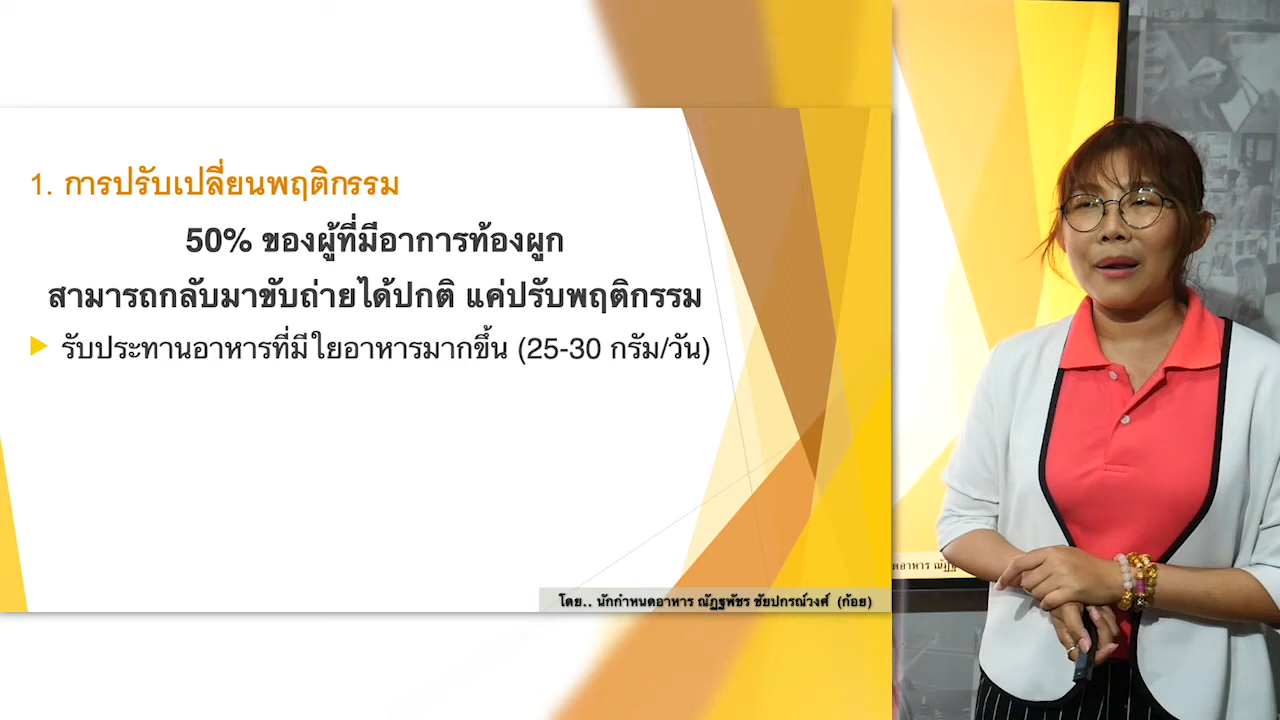 1. การปรับเปลี่ยนพฤติกรรม
50% ของผู้ที่มีอาการท้องผูก
สามารถกลับมาขับถ่ายได้ปกติ แค่ปรับพฤติกรรม
รับประทานอาหารที่มีใยอาหารมากขึ้น (25-30 กรัม/วัน)
โดย.. นักกำหนดอาหาร ณัฏฐพัชร ชัยปกรณ์วงศ์ (ก้อย)